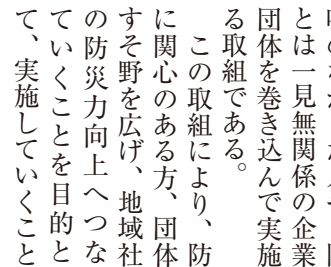 とは一見無関係の企業
団体を巻き込んで実施
る取組である。
この取組により、防
に関心のある方、団体
すそ野を広げ、地域社
の防災力向上へつな
ていくことを目的と
て、実施していくこと